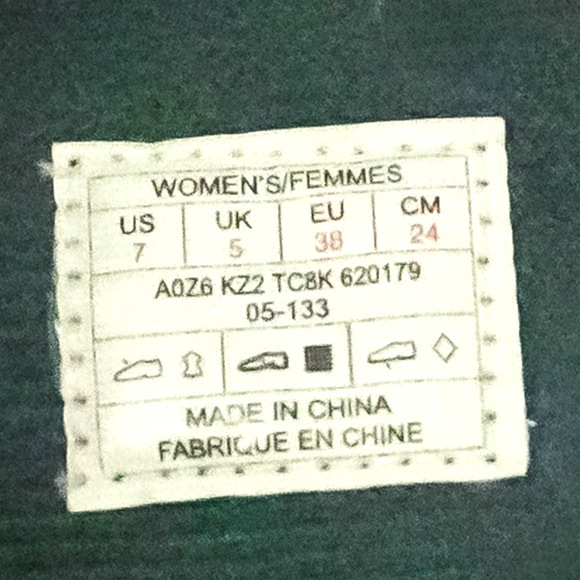 WOMEN'S/FEMMES
US UK EU CM
7 5 38 24
A0Z6 KZ2 TC8K 620179
05-133
MADE IN CHINA
FABRIQUE EN CHINE